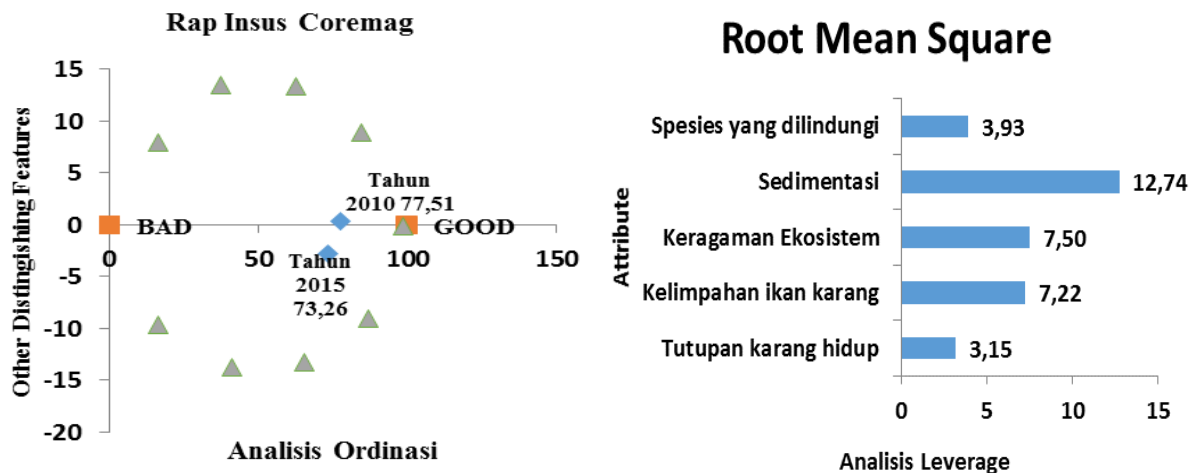 Rap Insus Coremag
Other Distingishing Features
15
10
5
0
-5
-10
-15
-20
0
50
100
150
BAD
GOOD
Tahun
2010 77,51
Tahun
2015
73,26
Analisis Ordinasi
Root Mean Square
Attribute
Spesies yang dilindungi
3,93
Sedimentasi
12,74
Keragaman Ekosistem
7,50
Kelimpahan ikan karang
7,22
Tutupan karang hidup
3,15
0
5
10
15
Analisis Leverage